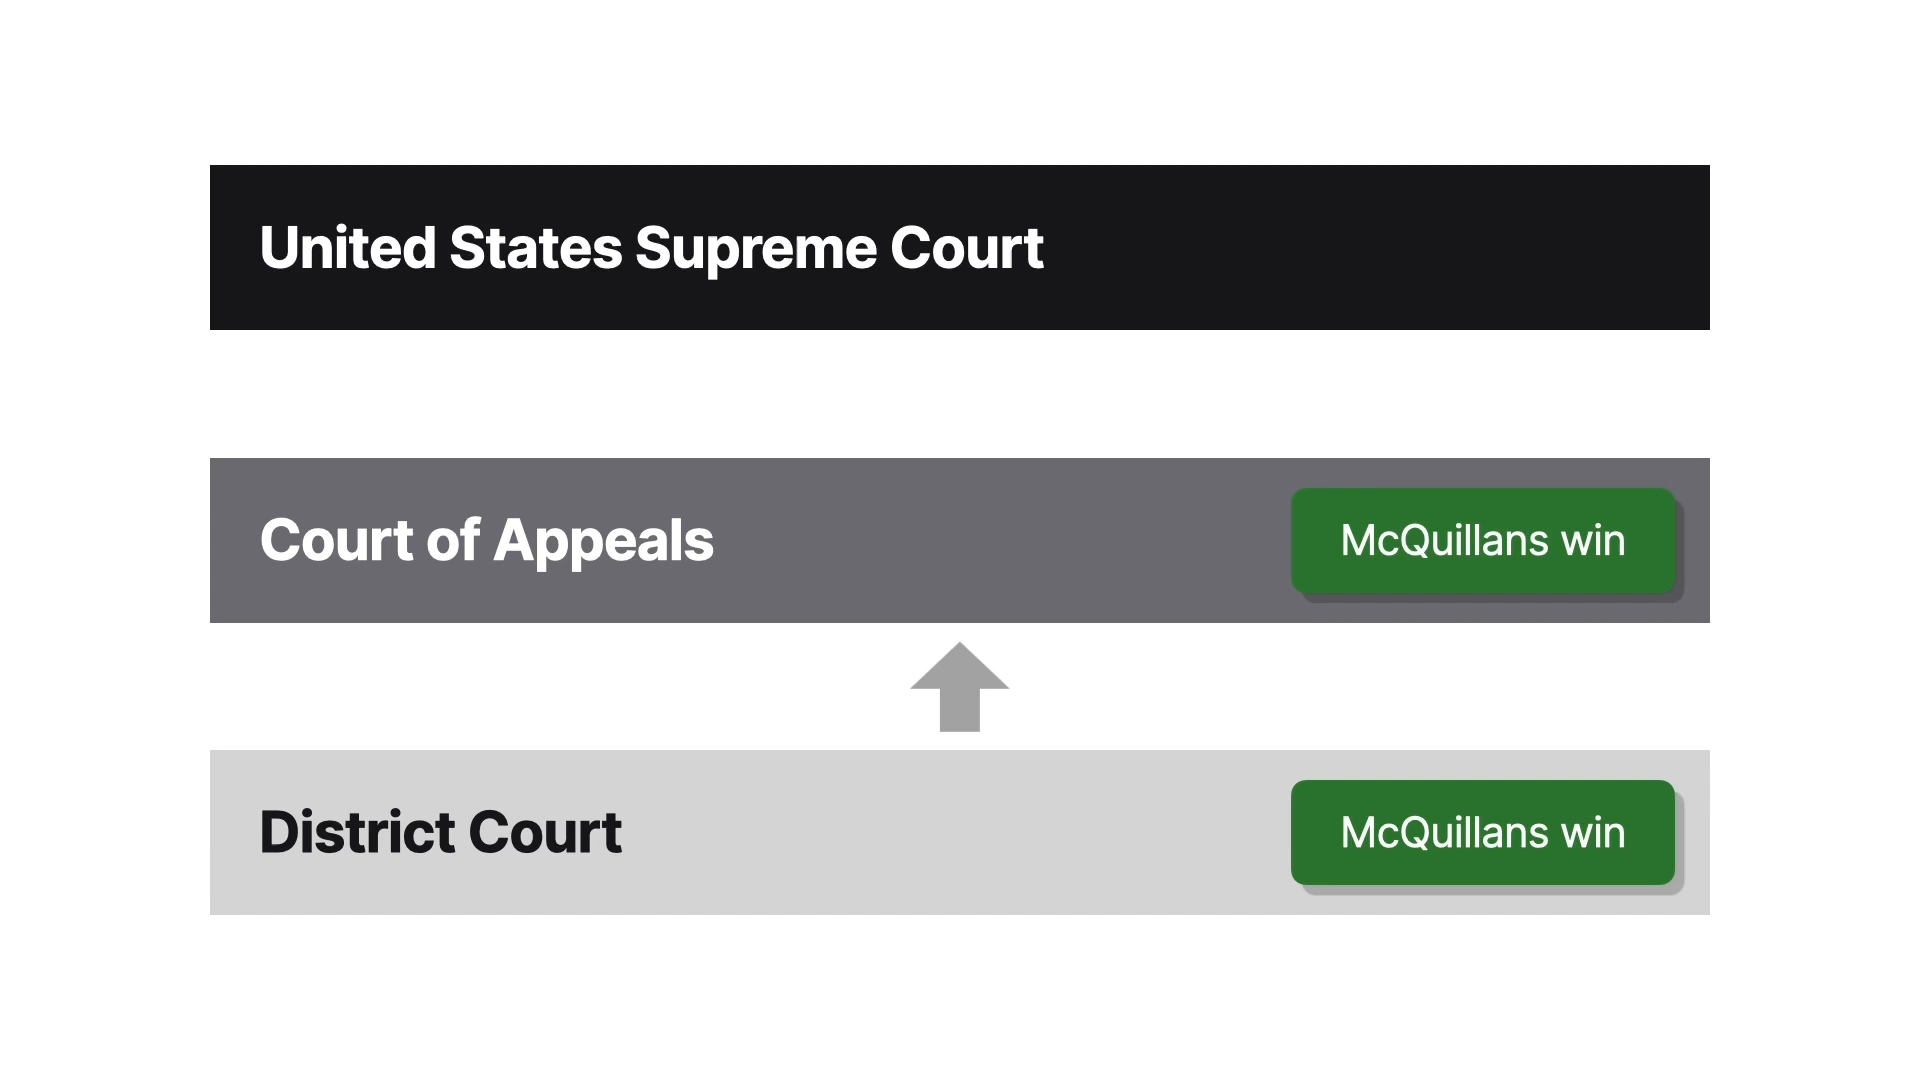 United States Supreme Court
Court of Appeals
McQuillans win
District Court
McQuillans win